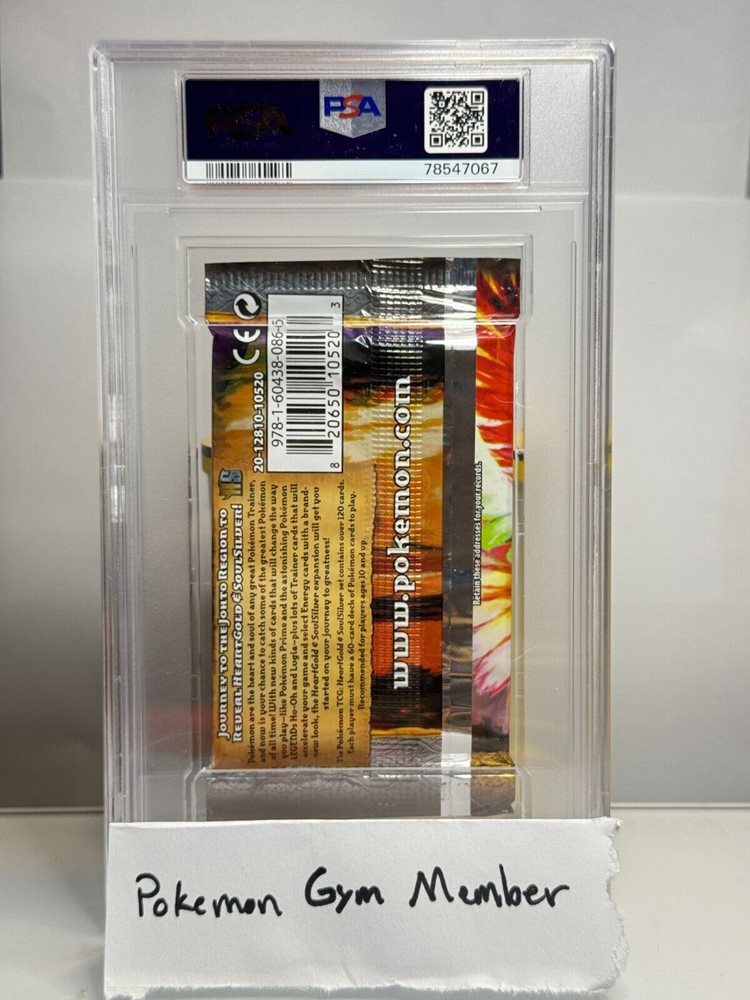 PSA
78547067
JOURNEY TO THE JOHTO REGION TO
REVEAL HEARTGOLD & SOULSILVER!
Pokémon are the heart and soul of any great Pokémon Trainer,
and now is your chance to catch some of the greatest Pokémon
of all time! With new kinds of cards that will change the way
you play—like Pokémon Prime and the astonishing Pokémon
LEGENDs Ho-Oh and Lugia—plus lots of Trainer cards that will
accelerate your game and select Energy cards with a brand-
new look, the HeartGold & SoulSilver expansion will get you
started on your journey to greatness!
The Pokémon TCG: HeartGold & SoulSilver set contains over 120 cards.
Each player must have a 60-card deck of Pokémon cards to play.
Recommended for players ages 10 and up.
HS
CE
20-12810-10520
978-1-60438-086-5
8 20650 10520 3
www.pokemon.com
Retain these addresses for your records.
Pokemon Gym Member